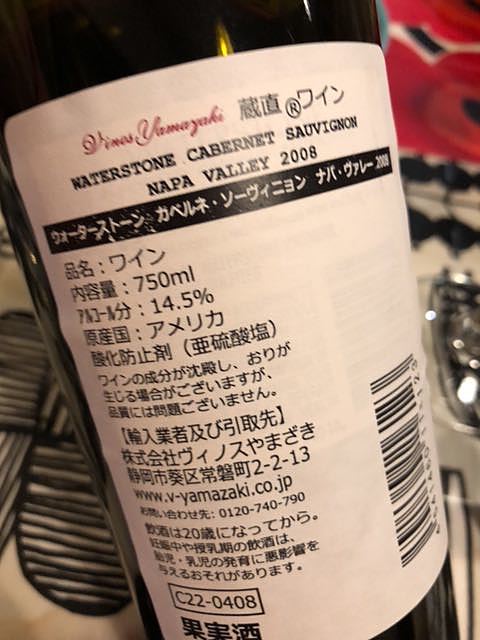 Vinos Yamazaki 蔵直®ワイン
WATERSTONE CABERNET SAUVIGNON
NAPA VALLEY 2008
ウォーターストーン カベルネ・ソーヴィニョン ナパ・ヴァレー 2008
品名：ワイン
内容量：750ml
ｱﾙｺｰﾙ分：14.5%
原産国：アメリカ
酸化防止剤（亜硫酸塩）
ワインの成分が沈殿し、おりが
生じる場合がございますが、
品質には問題ございません。
【輸入業者及び引取先】
株式会社ヴィノスやまざき
静岡市葵区常磐町2-2-13
www.v-yamazaki.co.jp
お問い合わせ先: 0120-740-790
飲酒は20歳になってから。
妊娠中や授乳期の飲酒は、
胎児・乳児の発育に悪影響を
与えるおそれがあります。
C22-0408
果実酒